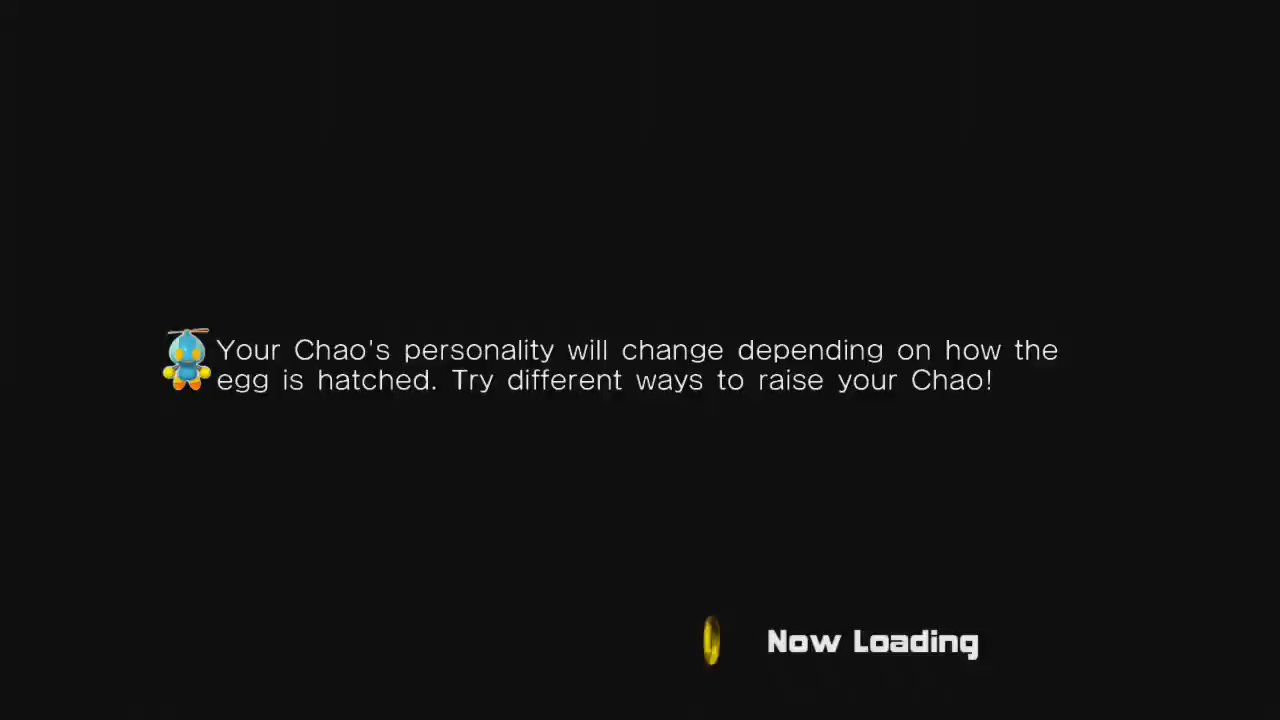 Your Chao's personality will change depending on how the
egg is hatched. Try different ways to raise your Chao!
Now Loading